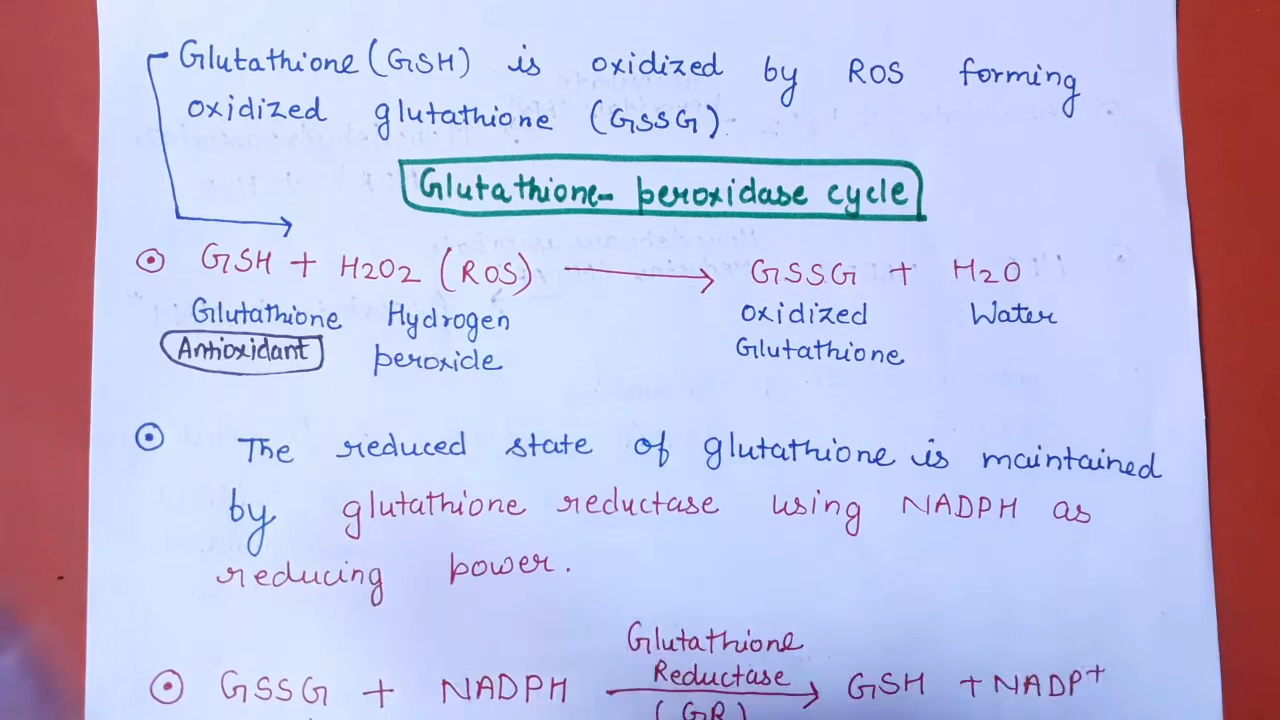 Glutathione (GSH) is oxidized by ROS forming
oxidized glutathione (GSSG).
Glutathione- peroxidase cycle
GSH + H2O2 (ROS) → GSSG + H2O
Glutathione Hydrogen oxidized Water
Antioxidant peroxide Glutathione
The reduced state of glutathione is maintained
by glutathione reductase using NADPH as
reducing power.
Glutathione
Reductase
GSSG + NADPH → GSH + NADP+
(GR)